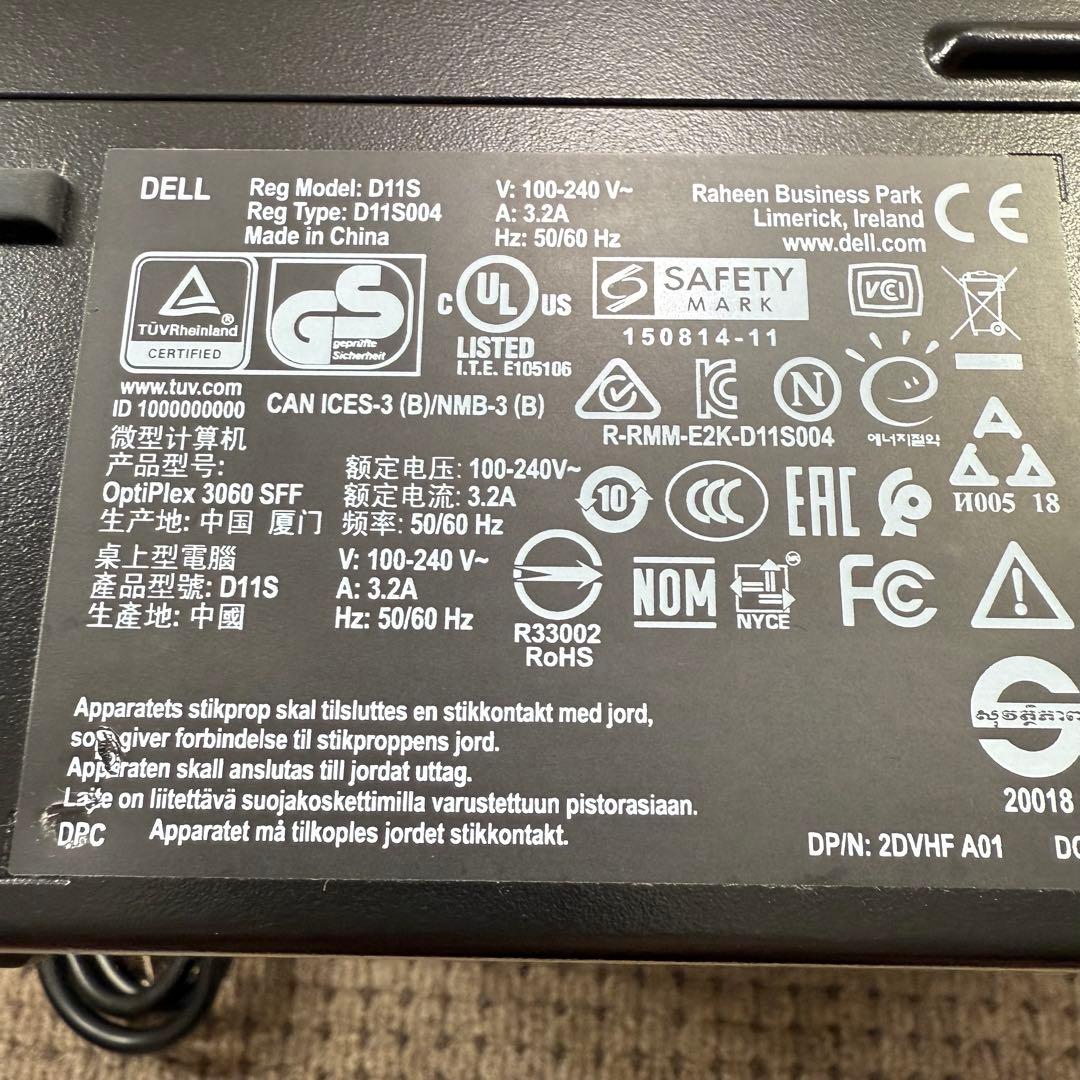 DELL
Reg Model: D11S
Reg Type: D11S004
Made in China
V: 100-240 V~
A: 3.2A
Hz: 50/60 Hz
Raheen Business Park
Limerick, Ireland
www.dell.com
CE
TÜVRheinland®
CERTIFIED
GS
geprüfte
Sicherheit
C UL US
LISTED
I.T.E. E105106
SAFETY
MARK
150814-11
VCI
www.tuv.com
ID 1000000000
CAN ICES-3 (B)/NMB-3 (B)
N
R-RMM-E2K-D11S004
에너지절약
微型计算机
产品型号:
OptiPlex 3060 SFF
生产地: 中国 厦门
额定电压: 100-240V~
额定电流: 3.2A
频率: 50/60 Hz
10
CCC
EAC
И005 18
桌上型電腦
產品型號: D11S
生產地: 中國
V: 100-240 V~
A: 3.2A
Hz: 50/60 Hz
R33002
RoHS
NOM
NYCE
FC
Apparatets stikprop skal tilsluttes en stikkontakt med jord,
som giver forbindelse til stikproppens jord.
Apparaten skall anslutas till jordat uttag.
Laite on liitettävä suojakoskettimilla varustettuun pistorasiaan.
DPC Apparatet må tilkoples jordet stikkontakt.
20018
DP/N: 2DVHF A01